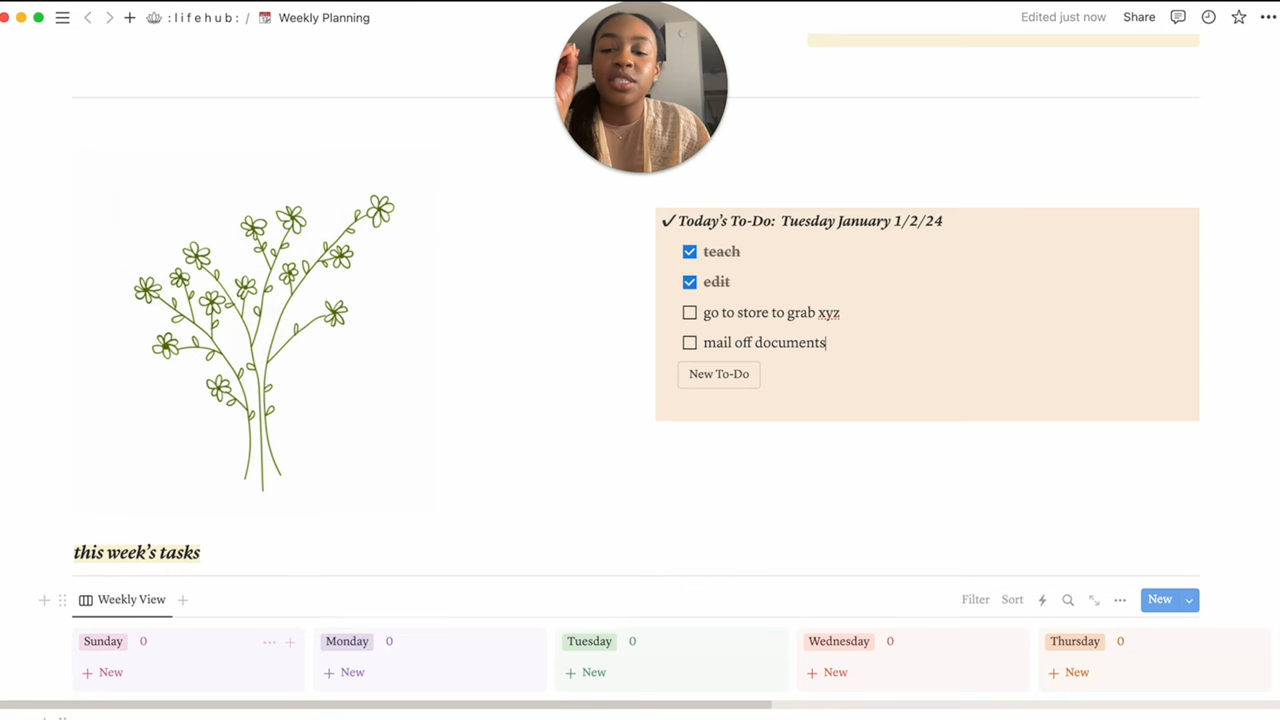 :lifehub: / Weekly Planning
Edited just now Share
✓Today's To-Do: Tuesday January 1/2/24
teach
edit
go to store to grab xyz
mail off documents
New To-Do
this week's tasks
Weekly View
Filter Sort New
Sunday 0 Monday 0 Tuesday 0 Wednesday 0 Thursday 0
+ New + New + New + New + New